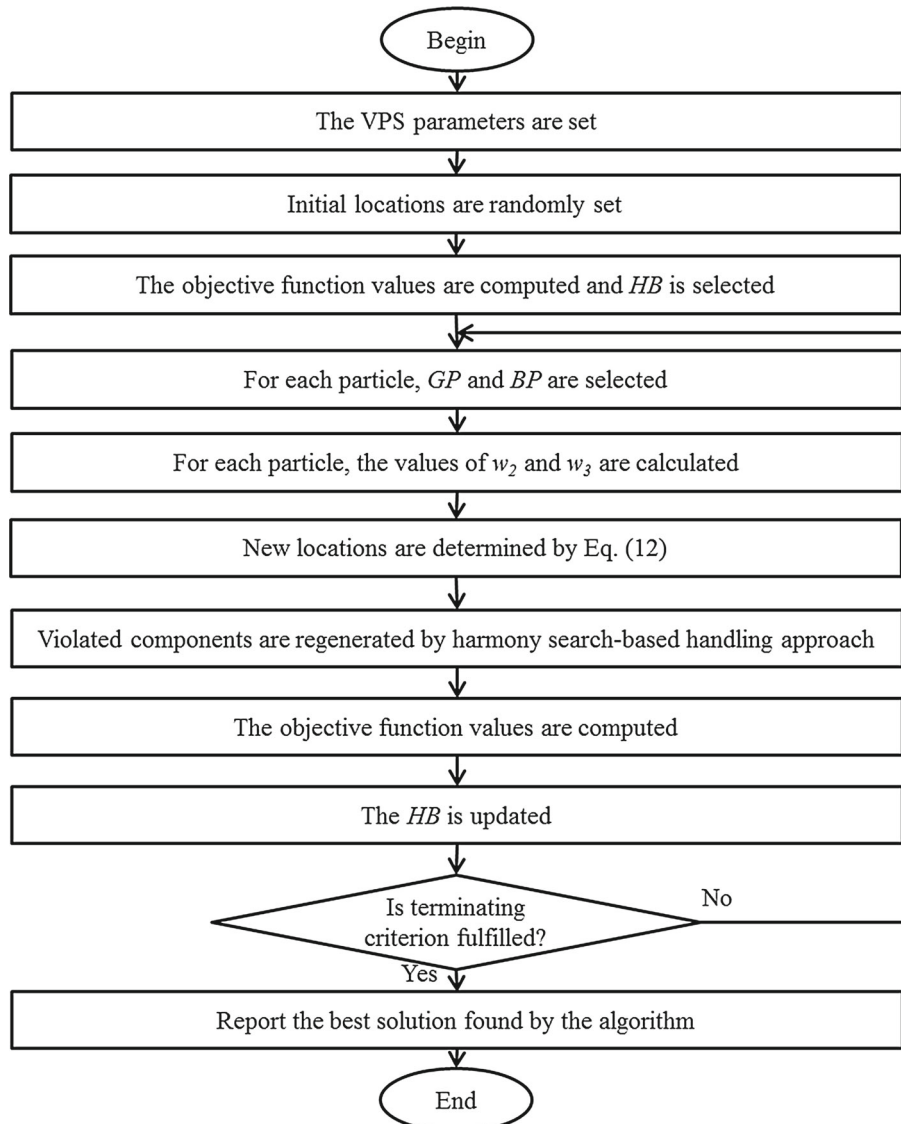 Begin
The VPS parameters are set
Initial locations are randomly set
The objective function values are computed and HB is selected
For each particle, GP and BP are selected
For each particle, the values of w2 and w3 are calculated
New locations are determined by Eq. (12)
Violated components are regenerated by harmony search-based handling approach
The objective function values are computed
The HB is updated
Is terminating
criterion fulfilled?
No
Yes
Report the best solution found by the algorithm
End